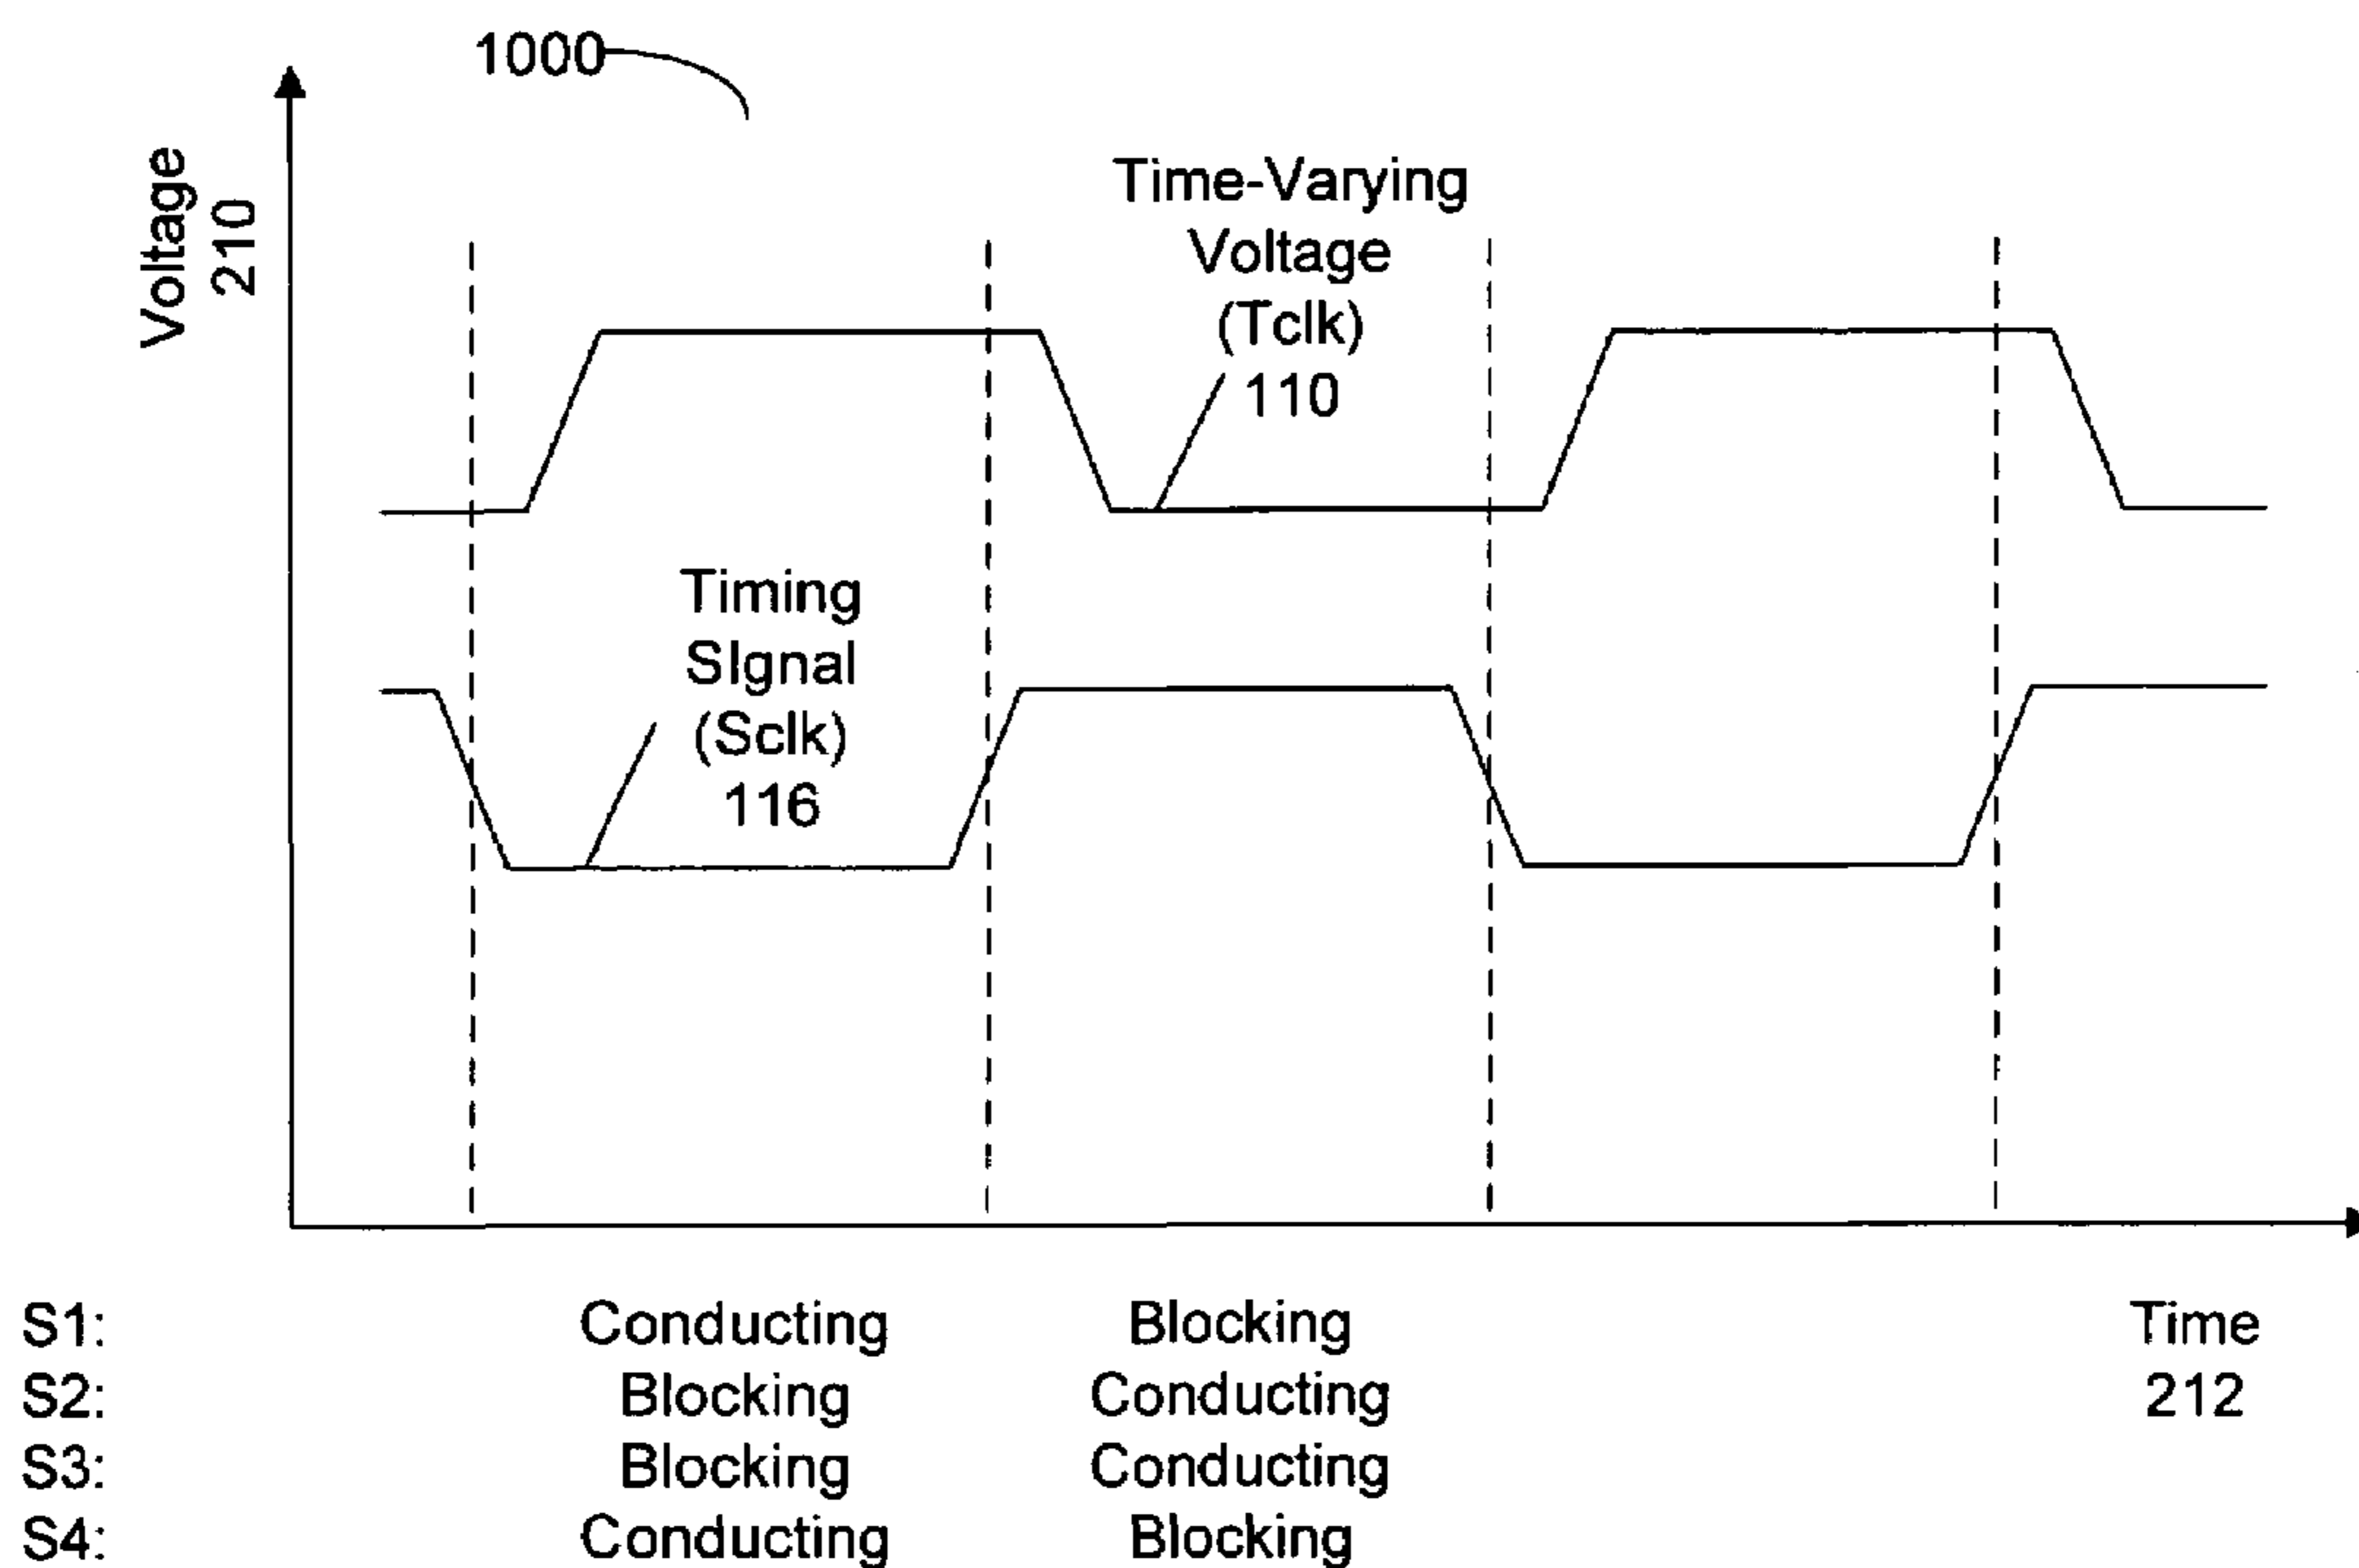 1000
Voltage
210
Time-Varying
Voltage
(Tclk)
110
Timing
SIgnal
(Sclk)
116
S1: Conducting Blocking Time
S2: Blocking Conducting 212
S3: Blocking Conducting
S4: Conducting Blocking